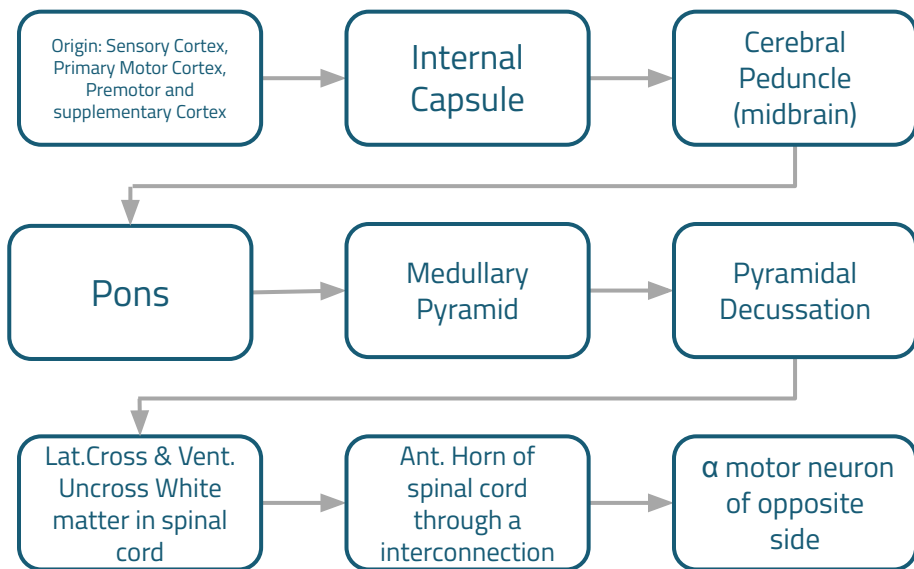 Origin: Sensory Cortex,
Primary Motor Cortex,
Premotor and
supplementary Cortex
Internal
Capsule
Cerebral
Peduncle
(midbrain)
Pons
Medullary
Pyramid
Pyramidal
Decussation
Lat.Cross & Vent.
Uncross White
matter in spinal
cord
Ant. Horn of
spinal cord
through a
interconnection
α motor neuron
of opposite
side